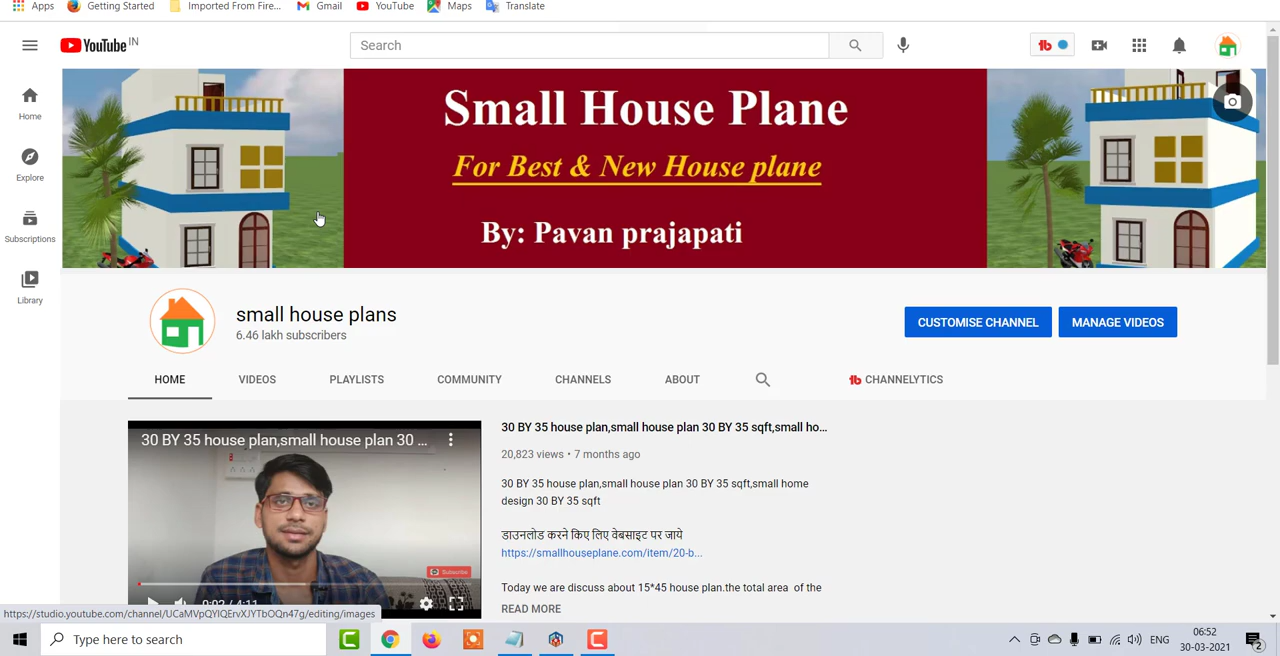 Apps Getting Started Imported From Fire... Gmail YouTube Maps Translate
YouTube IN Search
Small House Plane
For Best & New House plane
By: Pavan prajapati
Home
Explore
Subscriptions
Library
small house plans
6.46 lakh subscribers
CUSTOMISE CHANNEL MANAGE VIDEOS
HOME VIDEOS PLAYLISTS COMMUNITY CHANNELS ABOUT CHANNELYTICS
30 BY 35 house plan,small house plan 30 ...
Subscribe
0:02 / 4:11
30 BY 35 house plan,small house plan 30 BY 35 sqft,small ho...
20,823 views • 7 months ago
30 BY 35 house plan,small house plan 30 BY 35 sqft,small home
design 30 BY 35 sqft
डाउनलोड करने किए लिए वेबसाइट पर जाये
https://smallhouseplane.com/item/20-b...
Today we are discuss about 15*45 house plan.the total area of the
READ MORE
https://studio.youtube.com/channel/UCaMVpQYIQErvXJYTbOQn47g/editing/images
Type here to search
ENG
06:52
30-03-2021
2